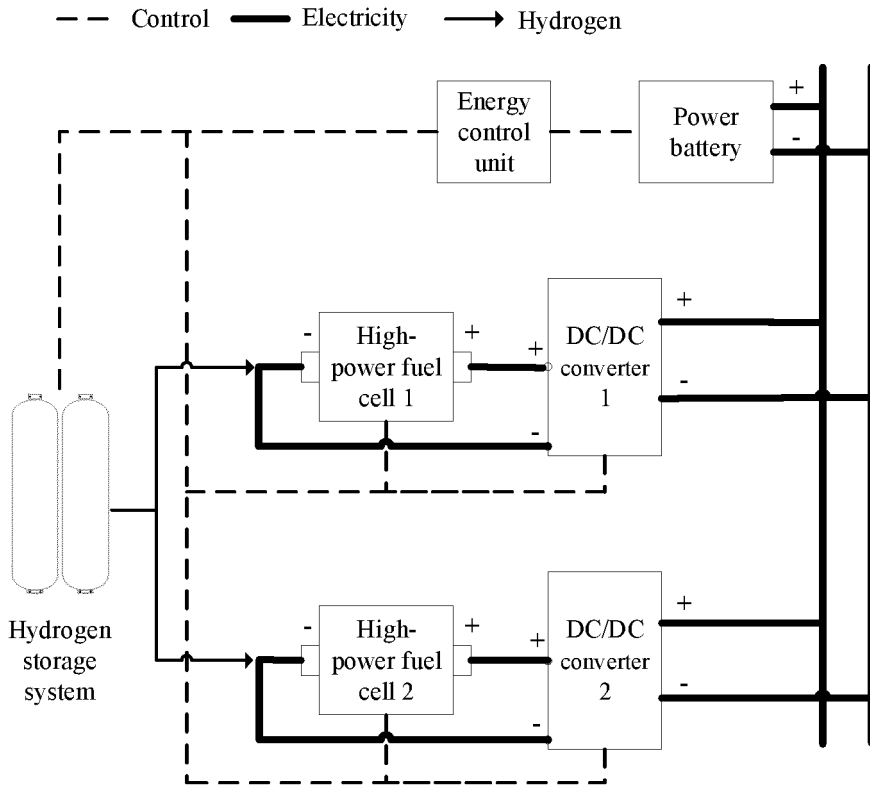 Control
Electricity
Hydrogen
Energy
control
unit
Power
battery
+
-
-
High-
power fuel
cell 1
+
+
-
DC/DC
converter
1
+
-
Hydrogen
storage
system
-
High-
power fuel
cell 2
+
+
-
DC/DC
converter
2
+
-